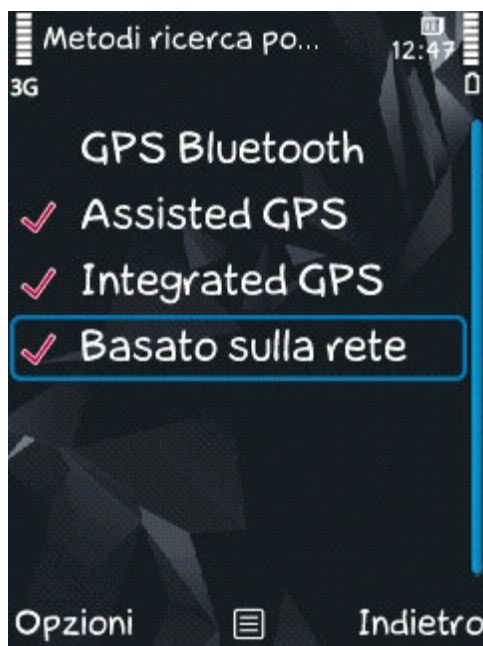 Metodi ricerca po...
12:47
3G
GPS Bluetooth
Assisted GPS
Integrated GPS
Basato sulla rete
Opzioni
Indietro